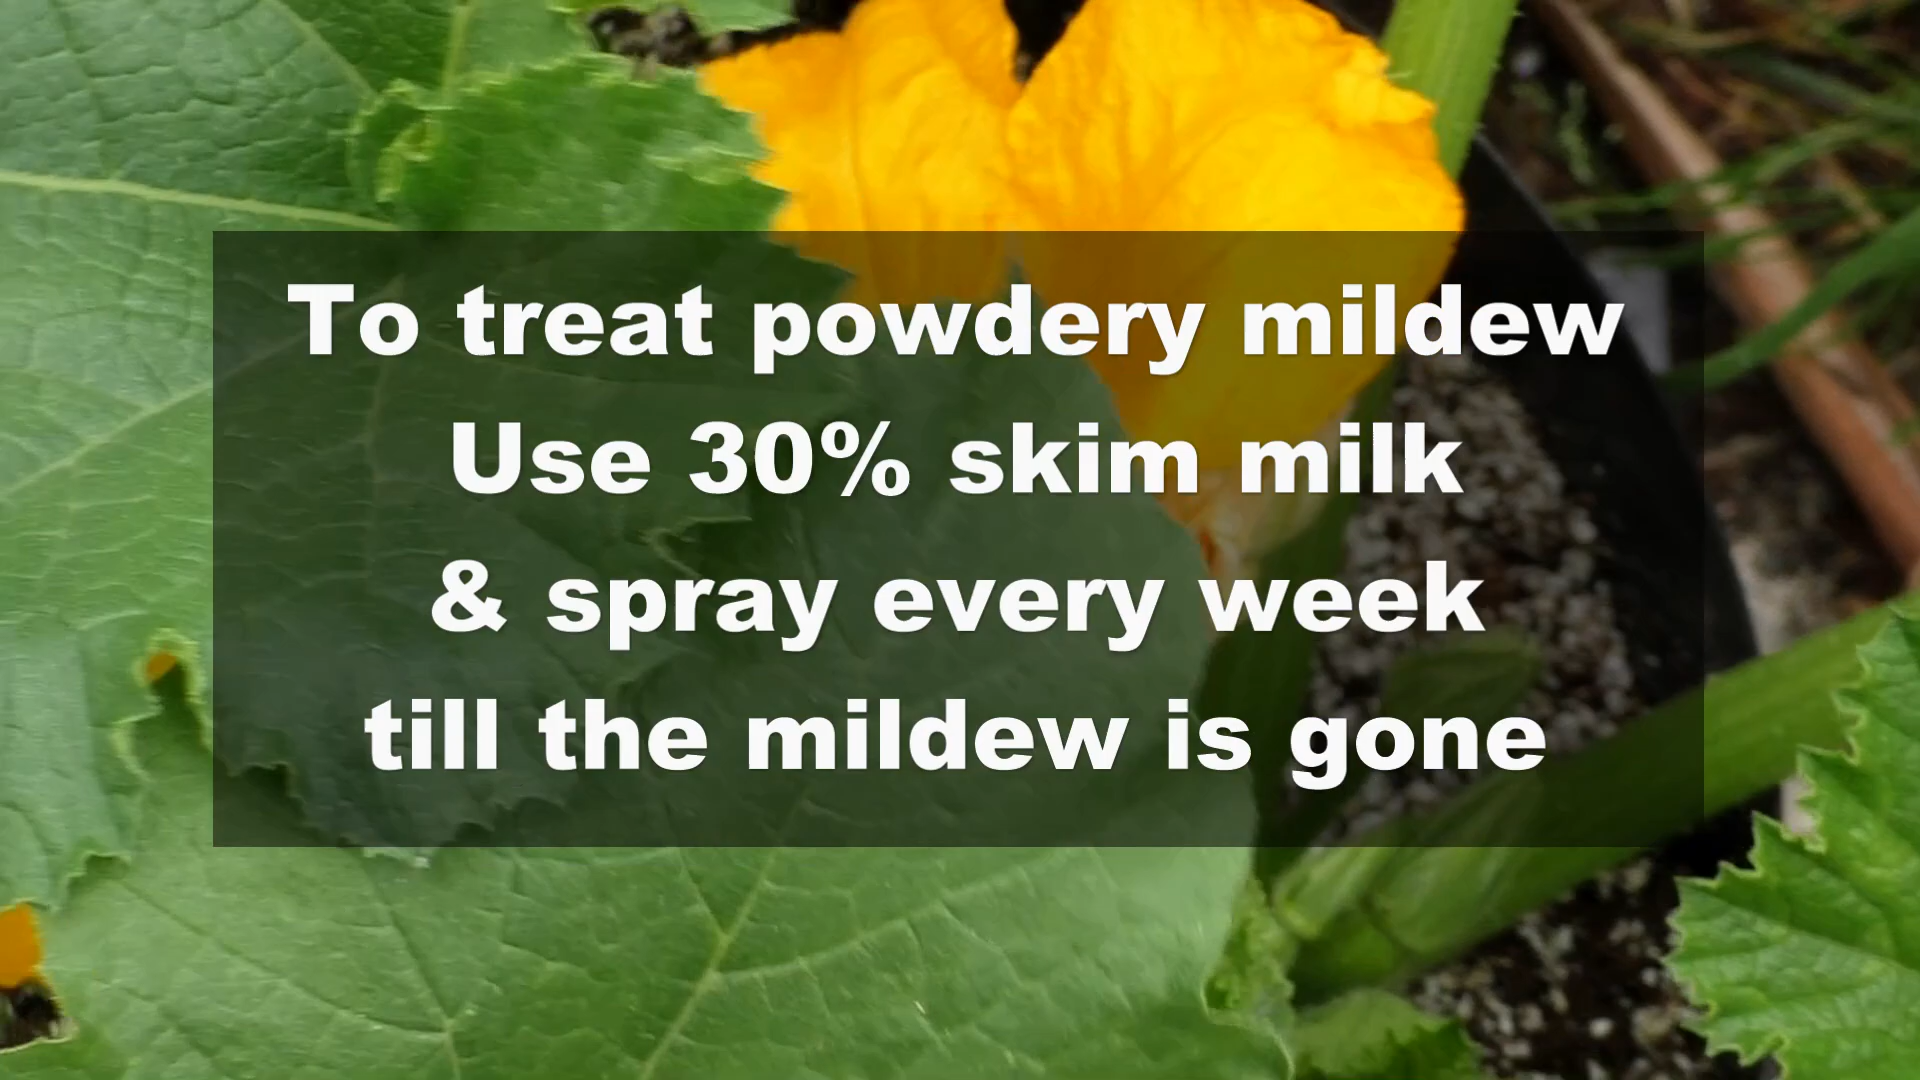 To treat powdery mildew
Use 30% skim milk
& spray every week
till the mildew is gone